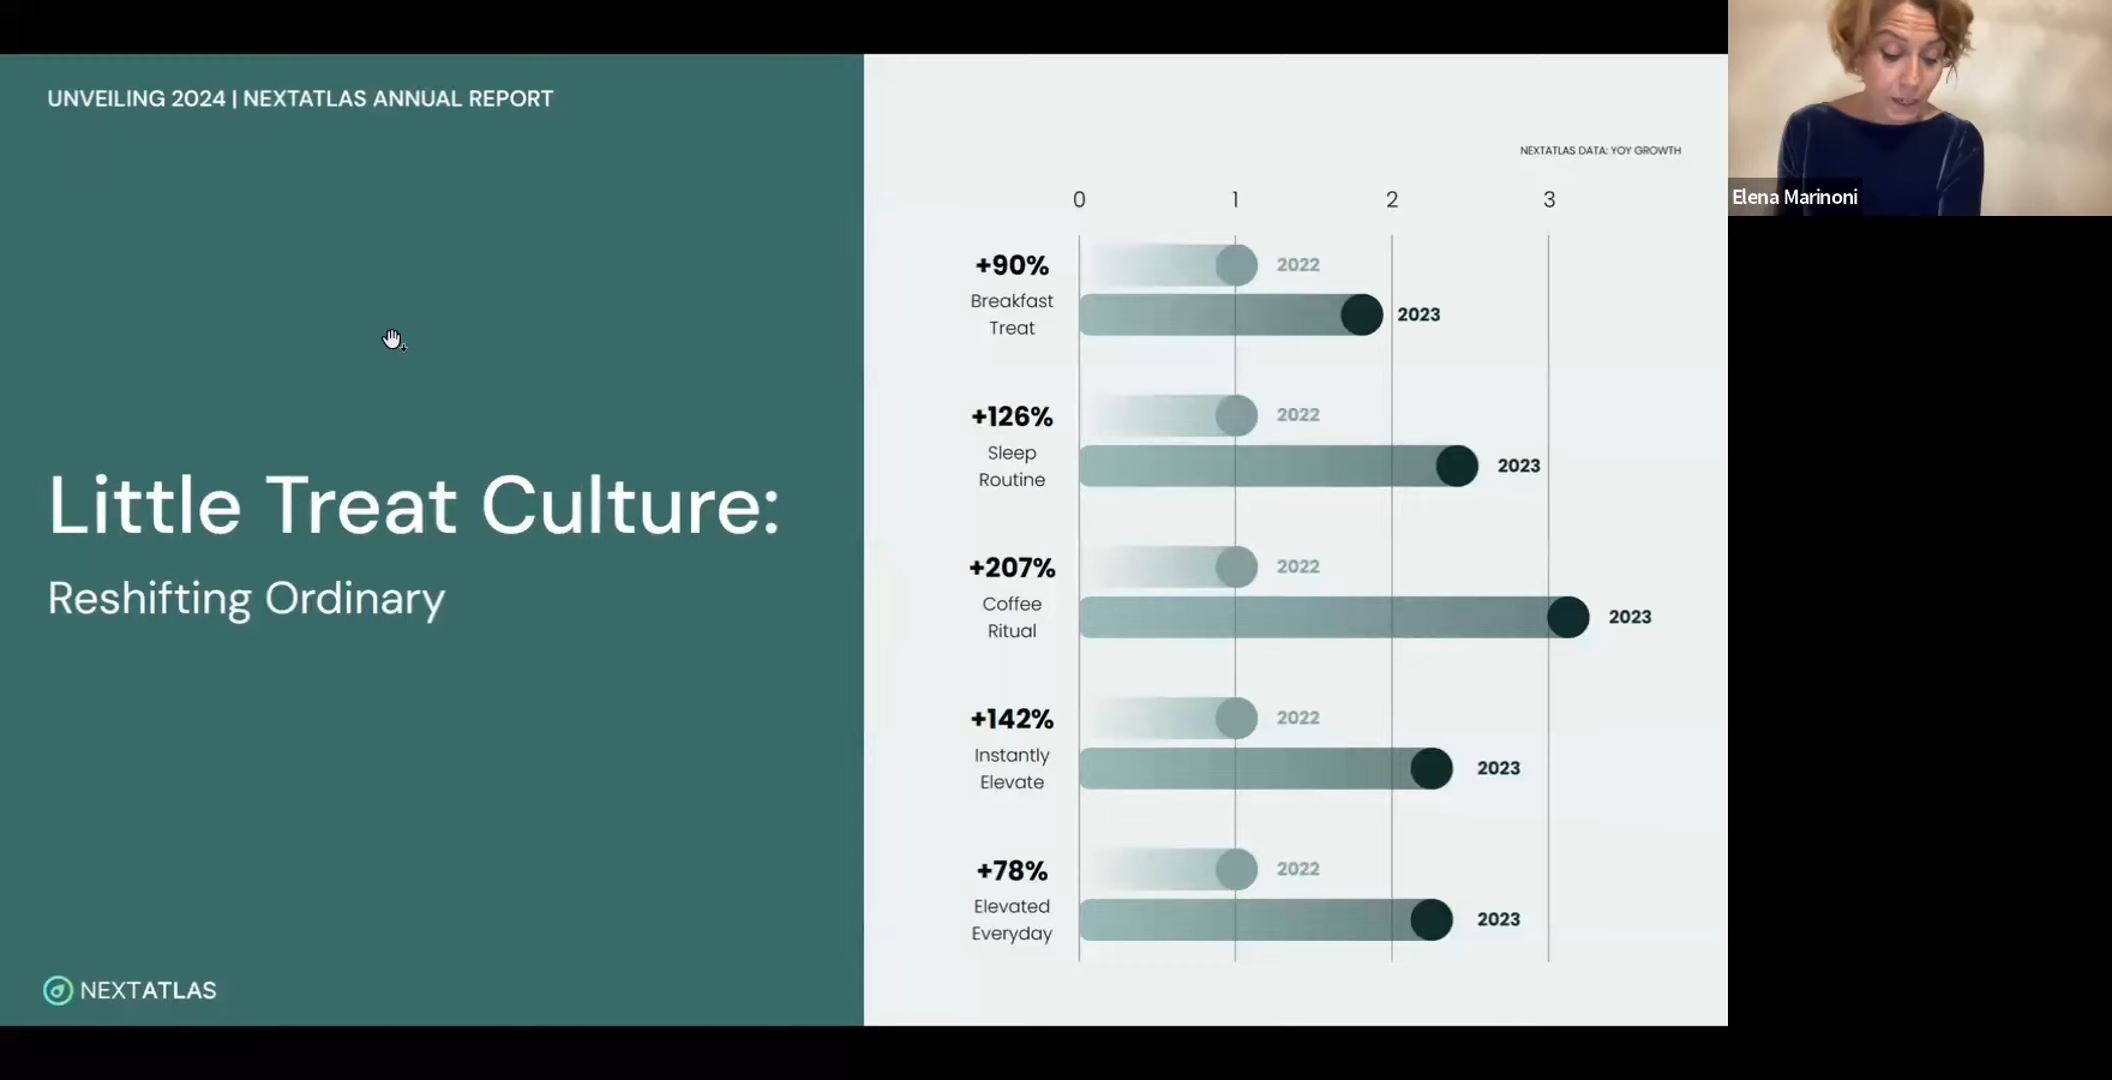 UNVEILING 2024 | NEXTATLAS ANNUAL REPORT
Little Treat Culture:
Reshifting Ordinary
NEXTATLAS
NEXTATLAS DATA: YOY GROWTH
0 1 2 3
+90%
Breakfast
Treat
2022
2023
+126%
Sleep
Routine
2022
2023
+207%
Coffee
Ritual
2022
2023
+142%
Instantly
Elevate
2022
2023
+78%
Elevated
Everyday
2022
2023
Elena Marinoni